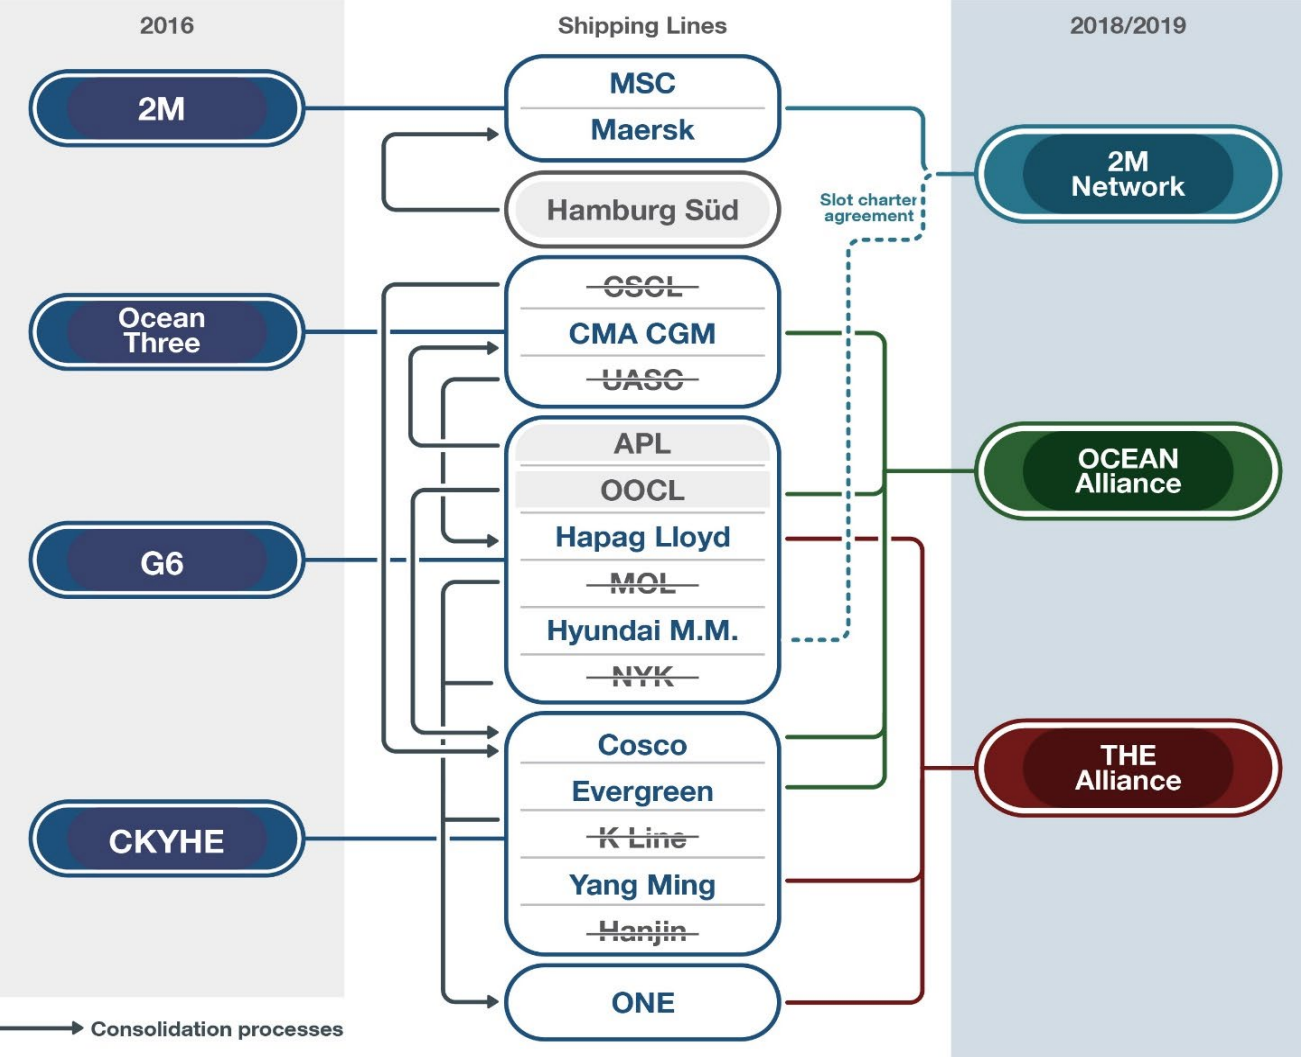 2016
Shipping Lines
2018/2019
2M
MSC
Maersk
2M
Network
Hamburg Süd
Slot charter
agreement
Ocean
Three
CSCL
CMA CGM
UASC
APL
OOCL
OCEAN
Alliance
G6
Hapag Lloyd
MOL
Hyundai M.M.
NYK
Cosco
Evergreen
THE
Alliance
CKYHE
K Line
Yang Ming
Hanjin
ONE
Consolidation processes